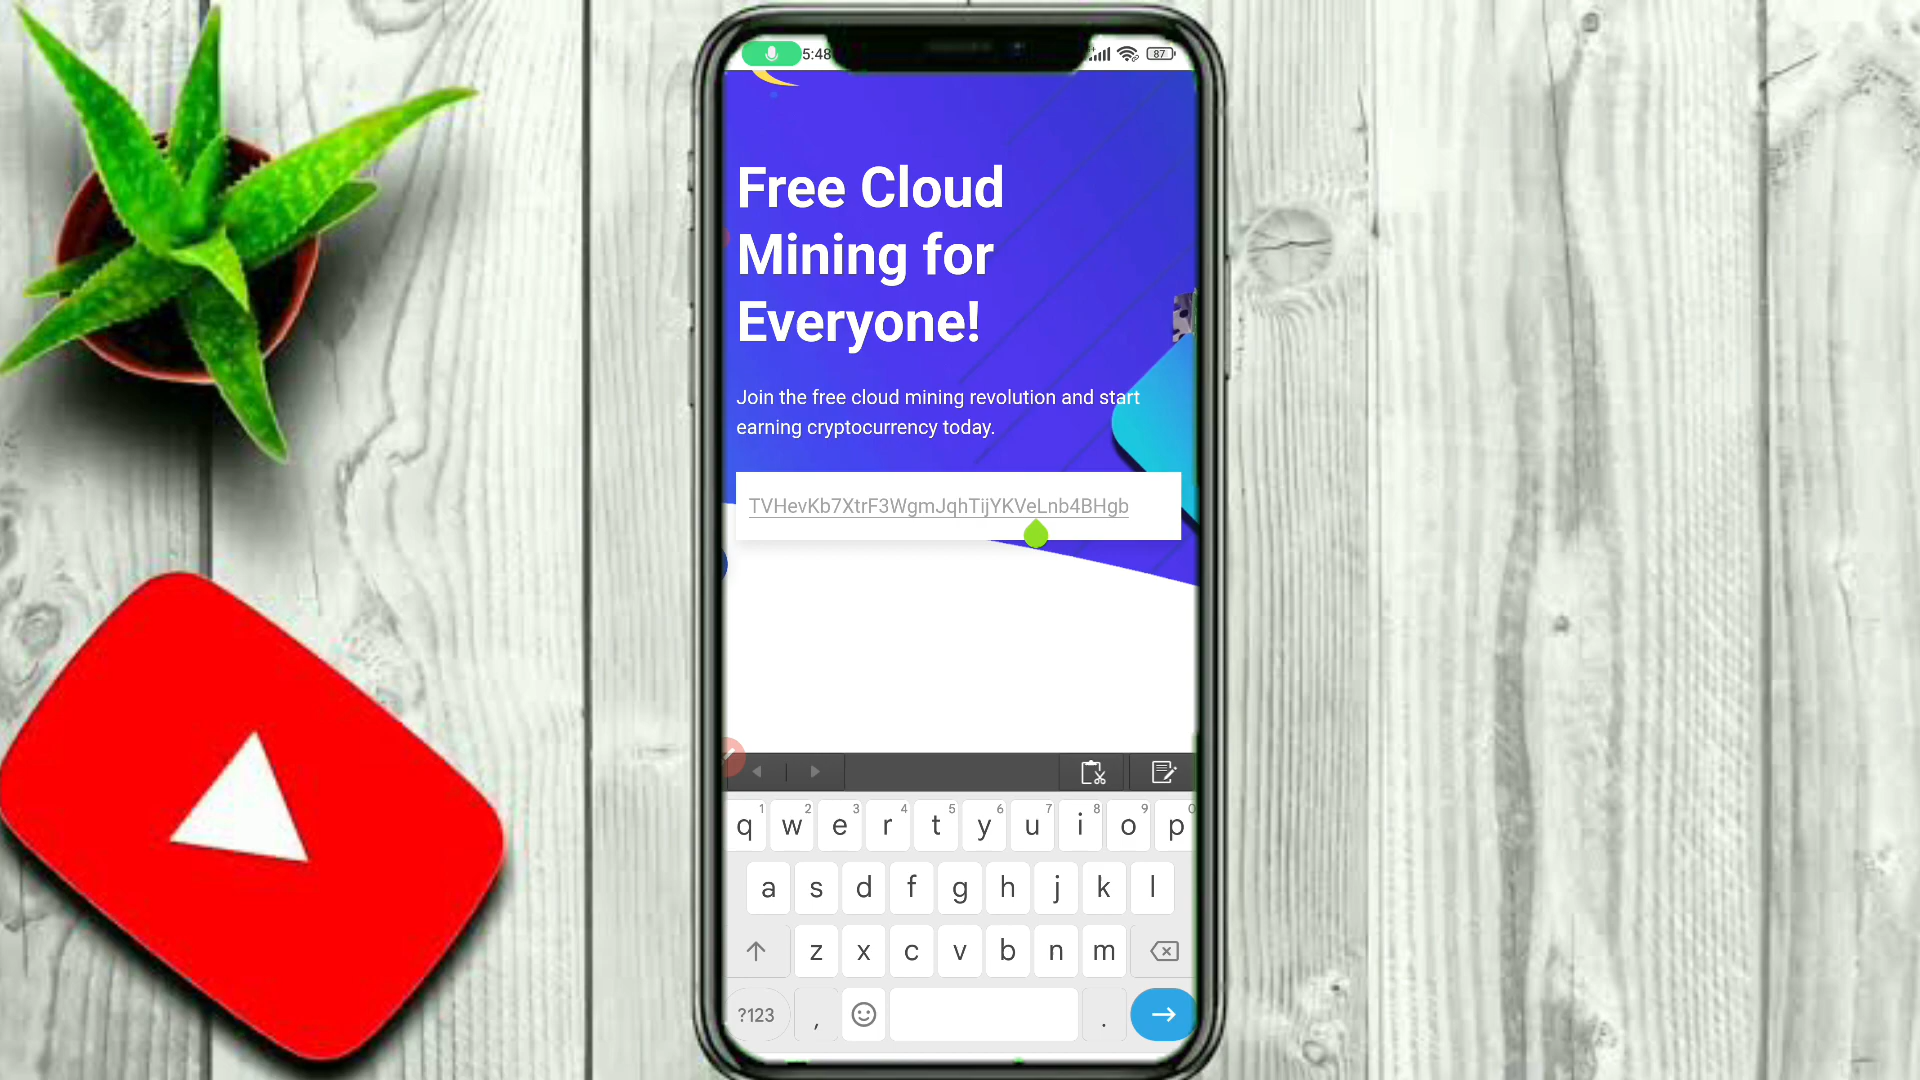 5:48
87
Free Cloud
Mining for
Everyone!
Join the free cloud mining revolution and start
earning cryptocurrency today.
TVHevKb7XtrF3WgmJqhTijYKVeLnb4BHgb
1 2 3 4 5 6 7 8 9 0
q w e r t y u i o p
a s d f g h j k l
z x c v b n m
?123 , .